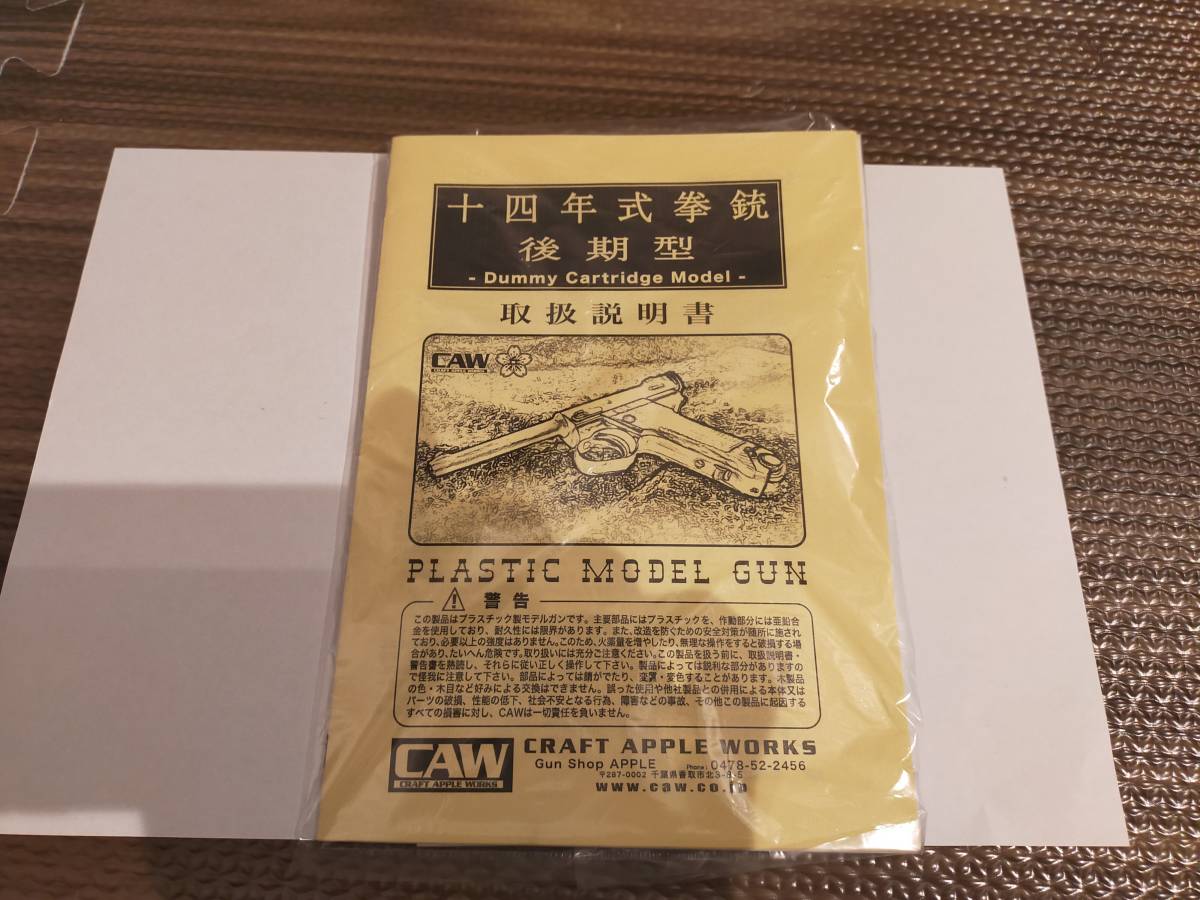 十四年式拳銃
後期型
- Dummy Cartridge Model -
取扱説明書
CAW
CRAFT APPLE WORKS
PLASTIC MODEL GUN
警告
この製品はプラスチック製モデルガンです。主要部品にはプラスチックを、作動部分には亜鉛合
金を使用しており、耐久性には限界があります。また、改造を防ぐための安全対策が随所に施され
ており、必要以上の強度はありません。このため、火薬量を増やしたり、無理な操作をすると破損する場
合があり、たいへん危険です。取り扱いには充分ご注意ください。この製品を扱う前に、取扱説明書・
警告書を熟読し、それらに従い正しく操作して下さい。製品によっては鋭利な部分がありますの
で怪我に注意して下さい。部品によっては錆がでたり、変質・変色することがあります。木製品
の色・木目など好みによる交換はできません。誤った使用や他社製品との併用による本体又は
パーツの破損、性能の低下、社会不安となる行為、障害などの事故、その他この製品に起因する
すべての損害に対し、CAWは一切責任を負いません。
CAW
CRAFT APPLE WORKS
CRAFT APPLE WORKS
Gun Shop APPLE Phone: 0478-52-2456
〒287-0002 千葉県香取市北3-8-5
www.caw.co.jp